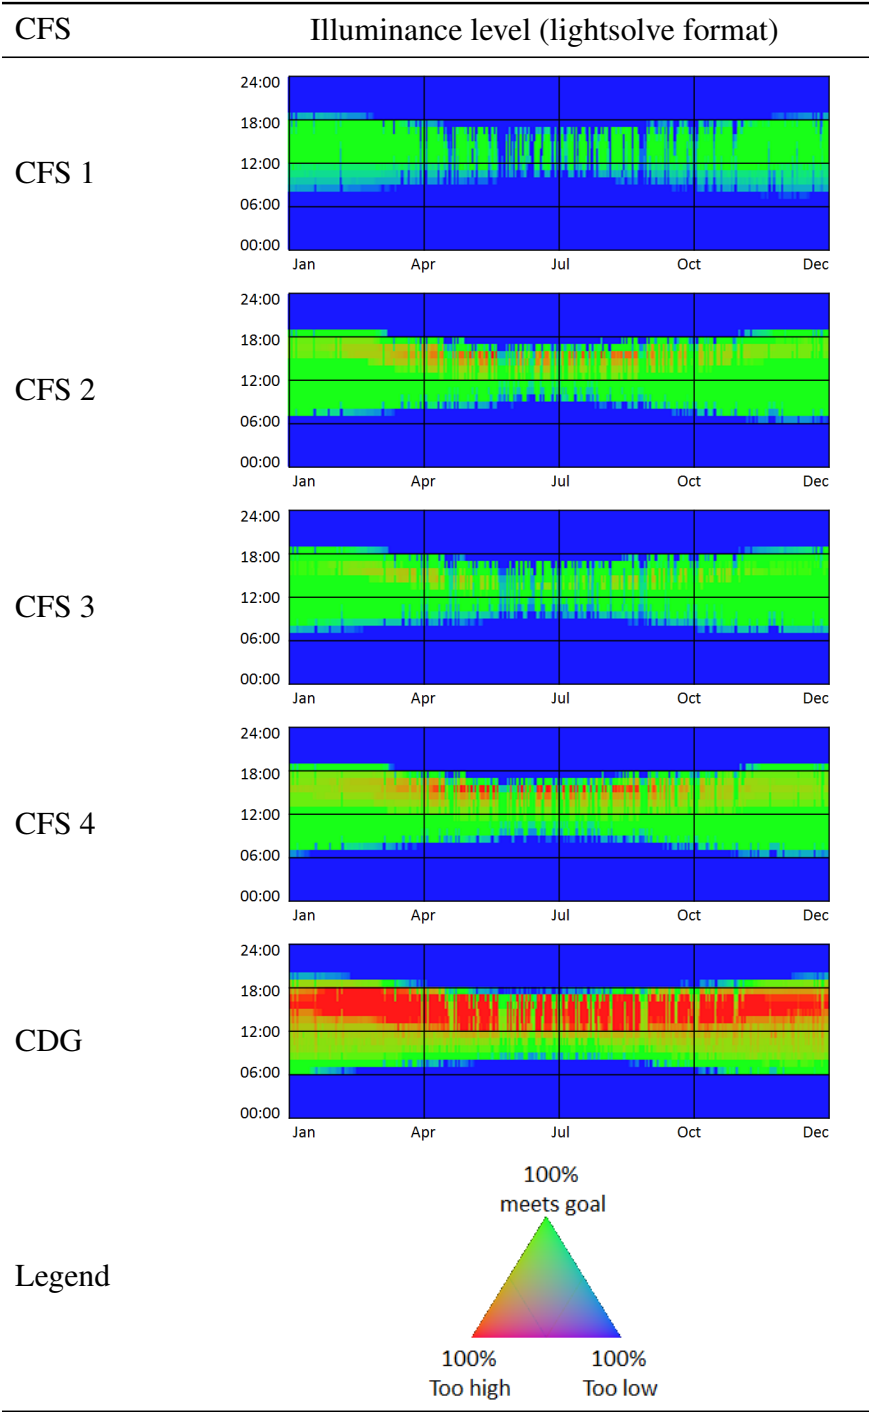 CFS Illuminance level (lightsolve format)
CFS 1
24:00
18:00
12:00
06:00
00:00
Jan Apr Jul Oct Dec
CFS 2
24:00
18:00
12:00
06:00
00:00
Jan Apr Jul Oct Dec
CFS 3
24:00
18:00
12:00
06:00
00:00
Jan Apr Jul Oct Dec
CFS 4
24:00
18:00
12:00
06:00
00:00
Jan Apr Jul Oct Dec
CDG
24:00
18:00
12:00
06:00
00:00
Jan Apr Jul Oct Dec
Legend
100%
meets goal
100% 100%
Too high Too low